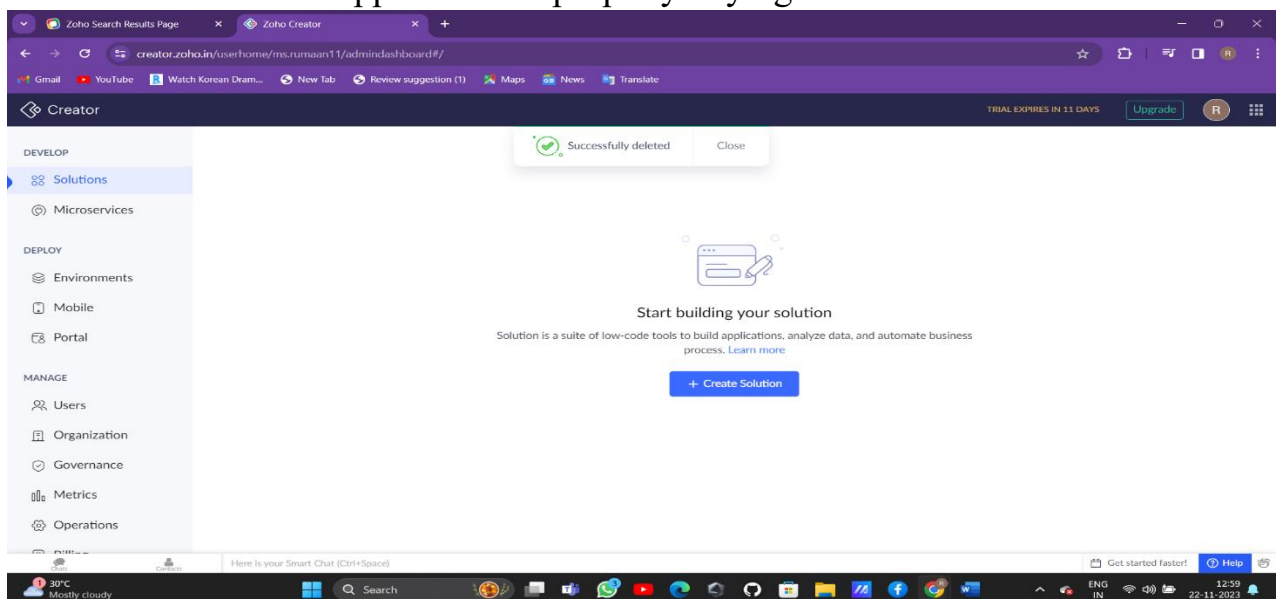 Zoho Search Results Page
Zoho Creator
creator.zoho.in/userhome/ms.rumaan11/admindashboard#/
R
Gmail
YouTube
Watch Korean Dram...
New Tab
Review suggestion (1)
Maps
News
Translate
Creator
TRIAL EXPIRES IN 11 DAYS
Upgrade
R
Successfully deleted
Close
DEVELOP
Solutions
Microservices
DEPLOY
Environments
Mobile
Portal
MANAGE
Users
Organization
Governance
Metrics
Operations
Start building your solution
Solution is a suite of low-code tools to build applications, analyze data, and automate business
process. Learn more
+ Create Solution
Chats
Contacts
Here is your Smart Chat (Ctrl+Space)
Get started faster!
Help
1
30°C
Mostly cloudy
Search
ENG
IN
12:59
22-11-2023